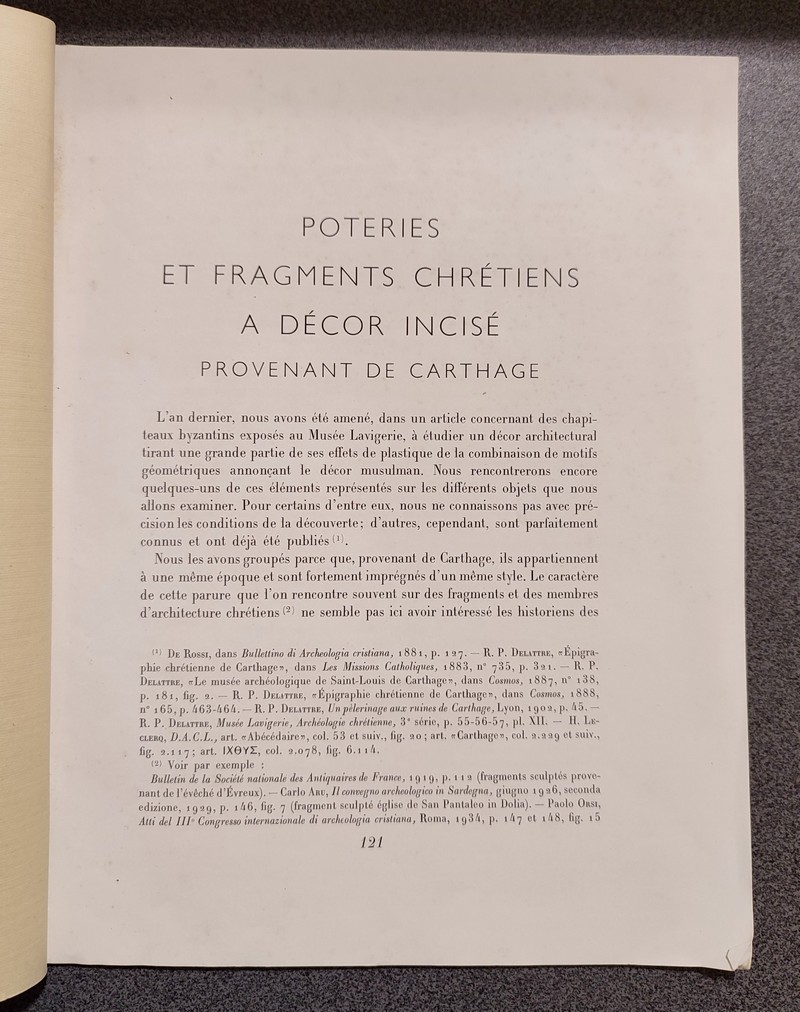 POTERIES
ET FRAGMENTS CHRÉTIENS
A DÉCOR INCISÉ
PROVENANT DE CARTHAGE
L'an dernier, nous avons été amené, dans un article concernant des chapi-
teaux byzantins exposés au Musée Lavigerie, à étudier un décor architectural
tirant une grande partie de ses effets de plastique de la combinaison de motifs
géométriques annonçant le décor musulman. Nous rencontrerons encore
quelques-uns de ces éléments représentés sur les différents objets que nous
allons examiner. Pour certains d'entre eux, nous ne connaissons pas avec pré-
cision les conditions de la découverte; d'autres, cependant, sont parfaitement
connus et ont déjà été publiés (1).
Nous les avons groupés parce que, provenant de Carthage, ils appartiennent
à une même époque et sont fortement imprégnés d'un même style. Le caractère
de cette parure que l'on rencontre souvent sur des fragments et des membres
d'architecture chrétiens (2) ne semble pas ici avoir intéressé les historiens des
(1) DE ROSSI, dans Bullettino di Archeologia cristiana, 1881, p. 127. — R. P. DELATTRE, «Épigra-
phie chrétienne de Carthage», dans Les Missions Catholiques, 1883, n° 735, p. 321. — R. P.
DELATTRE, «Le musée archéologique de Saint-Louis de Carthage», dans Cosmos, 1887, n° 138,
p. 181, fig. 2. — R. P. DELATTRE, «Épigraphie chrétienne de Carthage», dans Cosmos, 1888,
n° 165, p. 463-464. — R. P. DELATTRE, Un pèlerinage aux ruines de Carthage, Lyon, 1902, p. 45. —
R. P. DELATTRE, Musée Lavigerie, Archéologie chrétienne, 3e série, p. 55-56-57, pl. XII. — H. LE-
CLERQ, D.A.C.L., art. «Abécédaire», col. 53 et suiv., fig. 20; art. «Carthage», col. 2.229 et suiv.,
fig. 2.117; art. ΙΧΘΥΣ, col. 2.078, fig. 6.114.
(2) Voir par exemple :
Bulletin de la Société nationale des Antiquaires de France, 1919, p. 112 (fragments sculptés prove-
nant de l'évêché d'Évreux). — Carlo ARU, Il convegno archeologico in Sardegna, giugno 1926, seconda
edizione, 1929, p. 146, fig. 7 (fragment sculpté église de San Pantaleo in Dolia). — Paolo ORSI,
Atti del IIIe Congresso internazionale di archeologia cristiana, Roma, 1934, p. 147 et 148, fig. 15
121